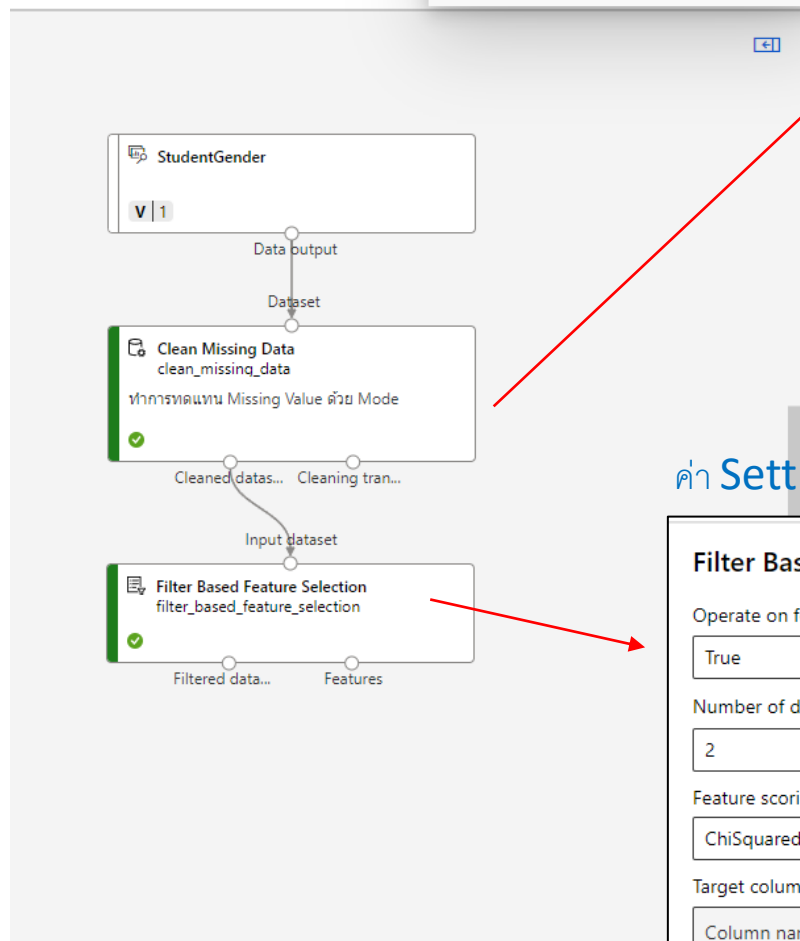 StudentGender
V 1
Data output
Dataset
Clean Missing Data
clean_missing_data
ทำการทดแทน Missing Value ด้วย Mode
Cleaned datas... Cleaning tran...
Input dataset
Filter Based Feature Selection
filter_based_feature_selection
Filtered data... Features
ค่า Sett
Filter Bas
Operate on f
True
Number of d
2
Feature scori
ChiSquared
Target colum
Column nar